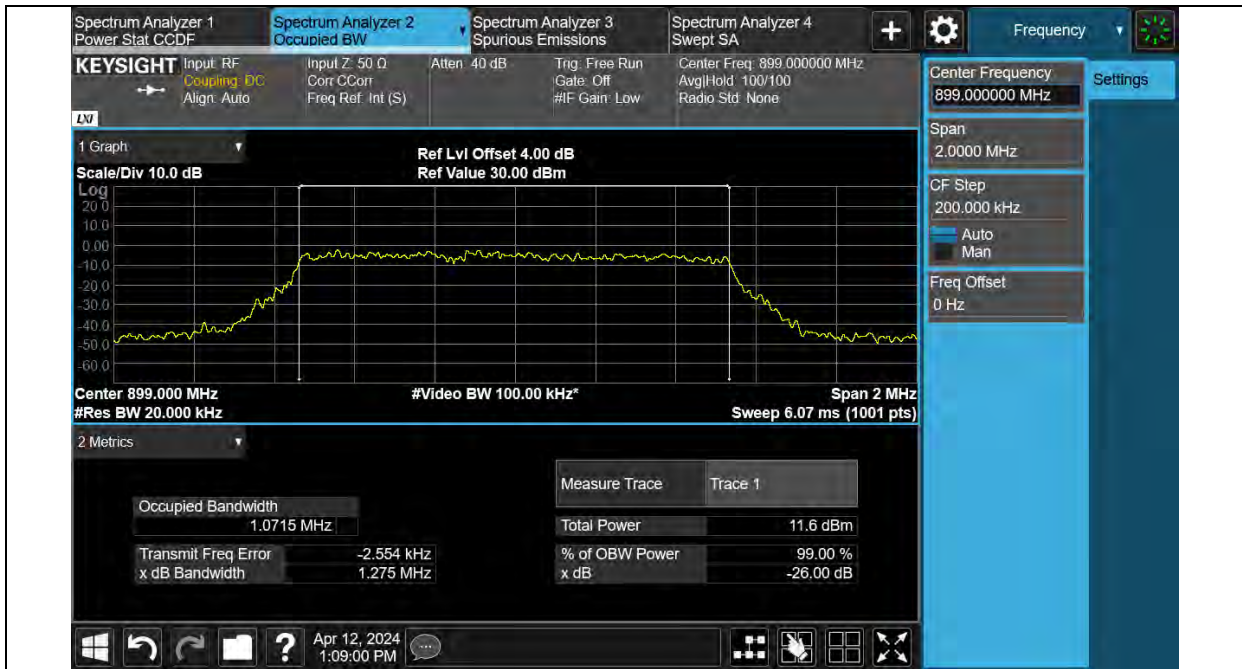 Spectrum Analyzer 1
Power Stat CCDF
Spectrum Analyzer 2
Occupied BW
Spectrum Analyzer 3
Spurious Emissions
Spectrum Analyzer 4
Swept SA
+
Frequency
KEYSIGHT
LXI
Input: RF
Coupling: DC
Align: Auto
Input Z: 50 Ω
Corr CCorr
Freq Ref: Int (S)
Atten: 40 dB
Trig: Free Run
Gate: Off
#IF Gain: Low
Center Freq: 899.000000 MHz
Avg|Hold: 100/100
Radio Std: None
Center Frequency
899.000000 MHz
Settings
Span
2.0000 MHz
CF Step
200.000 kHz
Auto
Man
Freq Offset
0 Hz
1 Graph
Scale/Div 10.0 dB
Ref Lvl Offset 4.00 dB
Ref Value 30.00 dBm
Log
20.0
10.0
0.00
-10.0
-20.0
-30.0
-40.0
-50.0
-60.0
Center 899.000 MHz
#Video BW 100.00 kHz*
Span 2 MHz
#Res BW 20.000 kHz
Sweep 6.07 ms (1001 pts)
2 Metrics
Measure Trace Trace 1
Occupied Bandwidth
1.0715 MHz
Total Power 11.6 dBm
Transmit Freq Error -2.554 kHz
% of OBW Power 99.00 %
x dB Bandwidth 1.275 MHz
x dB -26.00 dB
?
Apr 12, 2024
1:09:00 PM